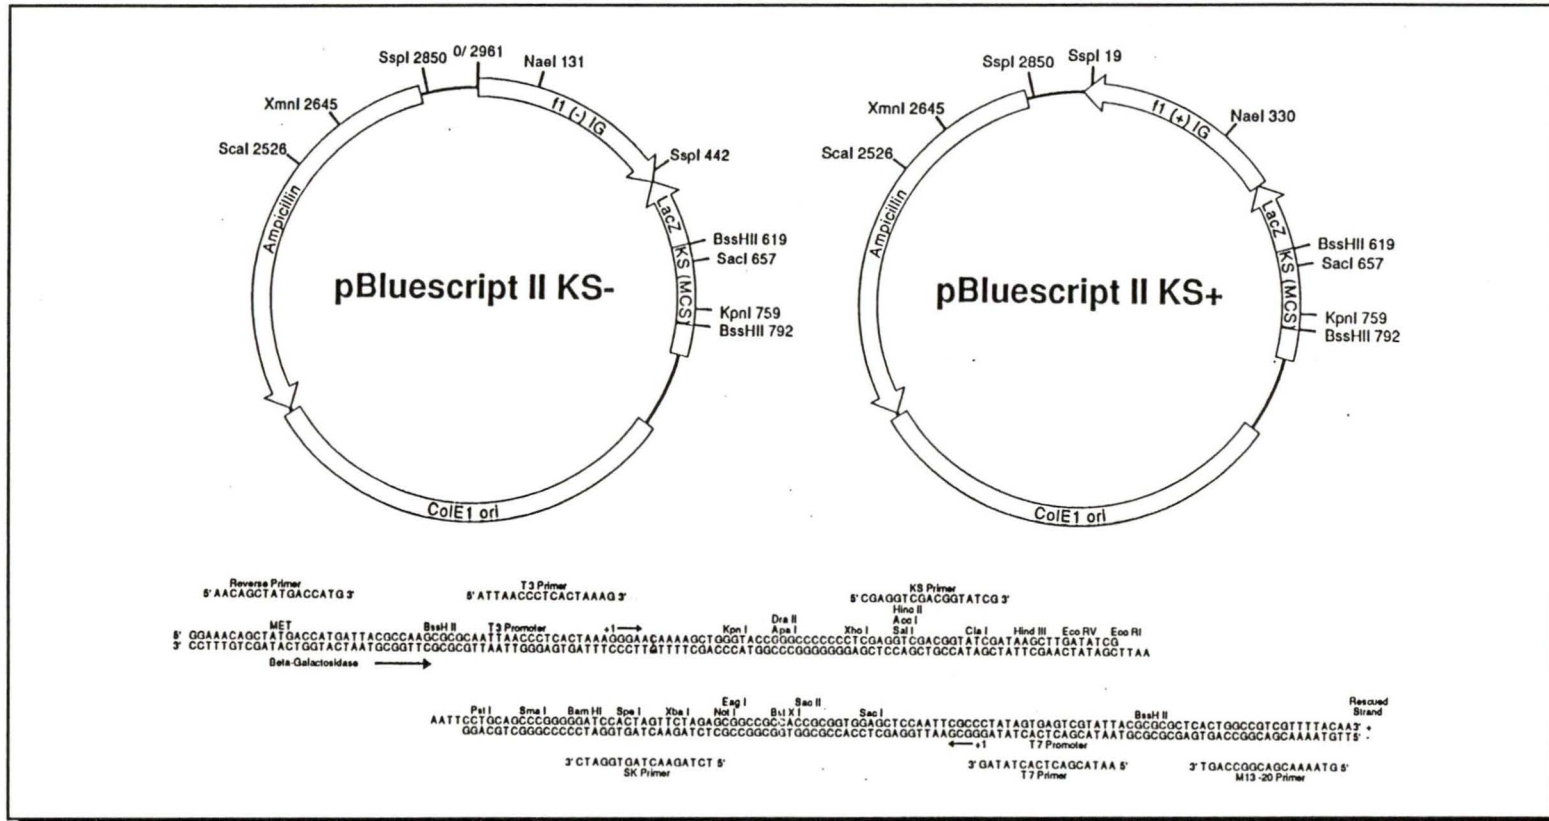 SspI 2850
0/ 2961
NaeI 131
XmnI 2645
ScaI 2526
f1 (-) IG
SspI 442
LacZ
Ampicillin
BssHII 619
KS (MCS)
SacI 657
pBluescript II KS-
KpnI 759
BssHII 792
ColE1 ori
SspI 2850
SspI 19
XmnI 2645
f1 (+) IG
NaeI 330
ScaI 2526
LacZ
Ampicillin
BssHII 619
KS (MCS)
SacI 657
pBluescript II KS+
KpnI 759
BssHII 792
ColE1 ori
Reverse Primer
5' AACAGCTATGACCATG 3'
T3 Primer
5' ATTAACCCTCACTAAAG 3'
KS Primer
5' CGAGGTCGACGGTATCG 3'
MET
BssH II
T3 Promoter
+1
Kpn I
Dra II
Apa I
Xho I
Hinc II
Acc I
Sal I
Cla I
Hind III
Eco RV
Eco RI
5' GGAAACAGCTATGACCATGATTACGCCAAGCGCGCAATTAACCCTCACTAAAGGGAACAAAAGCTGGGTACCGGGCCCCCCCTCGAGGTCGACGGTATCGATAAGCTTGATATCG
3' CCTTTGTCGATACTGGTACTAATGCGGTTCGCGCGTTAATTGGGAGTGATTTCCCTTGTTTTCGACCCATGGCCCGGGGGGGAGCTCCAGCTGCCATAGCTATTCGAACTATAGCTTAA
Beta-Galactosidase
Pst I
Sma I
Bam HI
Spe I
Xba I
Eag I
Not I
Bst X I
Sac II
Sac I
BssH II
Rescued
Strand
AATTCCTGCAGCCCGGGGGATCCACTAGTTCTAGAGCGGCCGCCACCGCGGTGGAGCTCCAATTCGCCCTATAGTGAGTCGTATTACGCGCGCTCACTGGCCGTCGTTTTACAA3' +
GGACGTCGGGCCCCCTAGGTGATCAAGATCTCGCCGGCGGTGGCGCCACCTCGAGGTTAAGCGGGATATCACTCAGCATAATGCGCGCGAGTGACCGGCAGCAAAATGTT5' -
+1
T7 Promoter
3' CTAGGTGATCAAGATCT 5'
SK Primer
3' GATATCACTCAGCATAA 5'
T7 Primer
3' TGACCGGCAGCAAAATG 5'
M13 -20 Primer